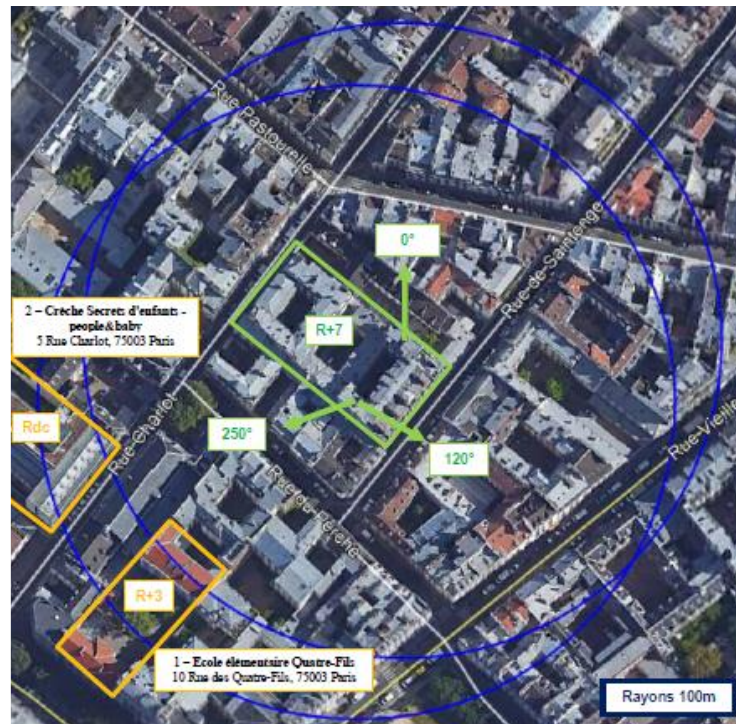 Rue Pastourelle
0°
Rue de Saintonge
2 – Crèche Secrets d'enfants -
people&baby
5 Rue Charlot, 75003 Paris
R+7
Rdc
Rue Charlot
250°
120°
Rue Vieille
Rue du Perche
R+3
1 – Ecole élémentaire Quatre-Fils
10 Rue des Quatre-Fils, 75003 Paris
Rayons 100m